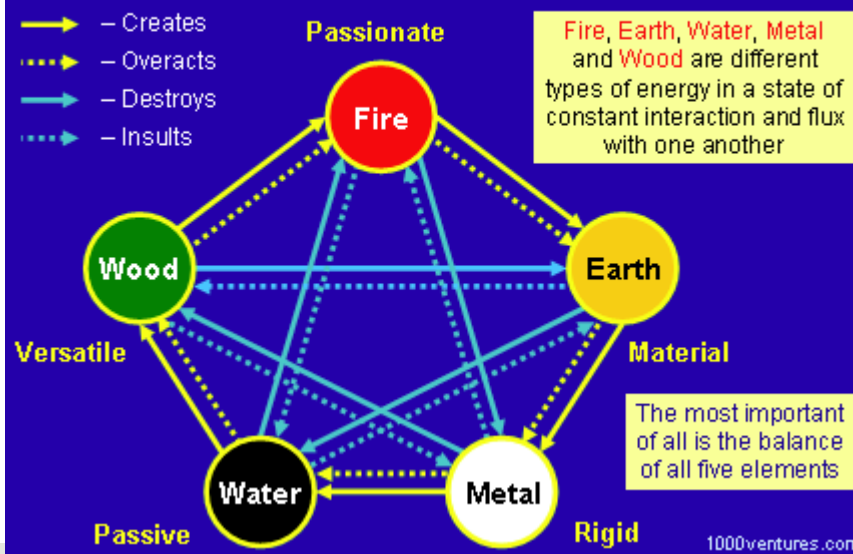 – Creates
– Overacts
– Destroys
– Insults
Passionate
Fire, Earth, Water, Metal
and Wood are different
types of energy in a state of
constant interaction and flux
with one another
Fire
Wood
Earth
Versatile
Material
The most important
of all is the balance
of all five elements
Water
Metal
Passive
Rigid
1000ventures.com